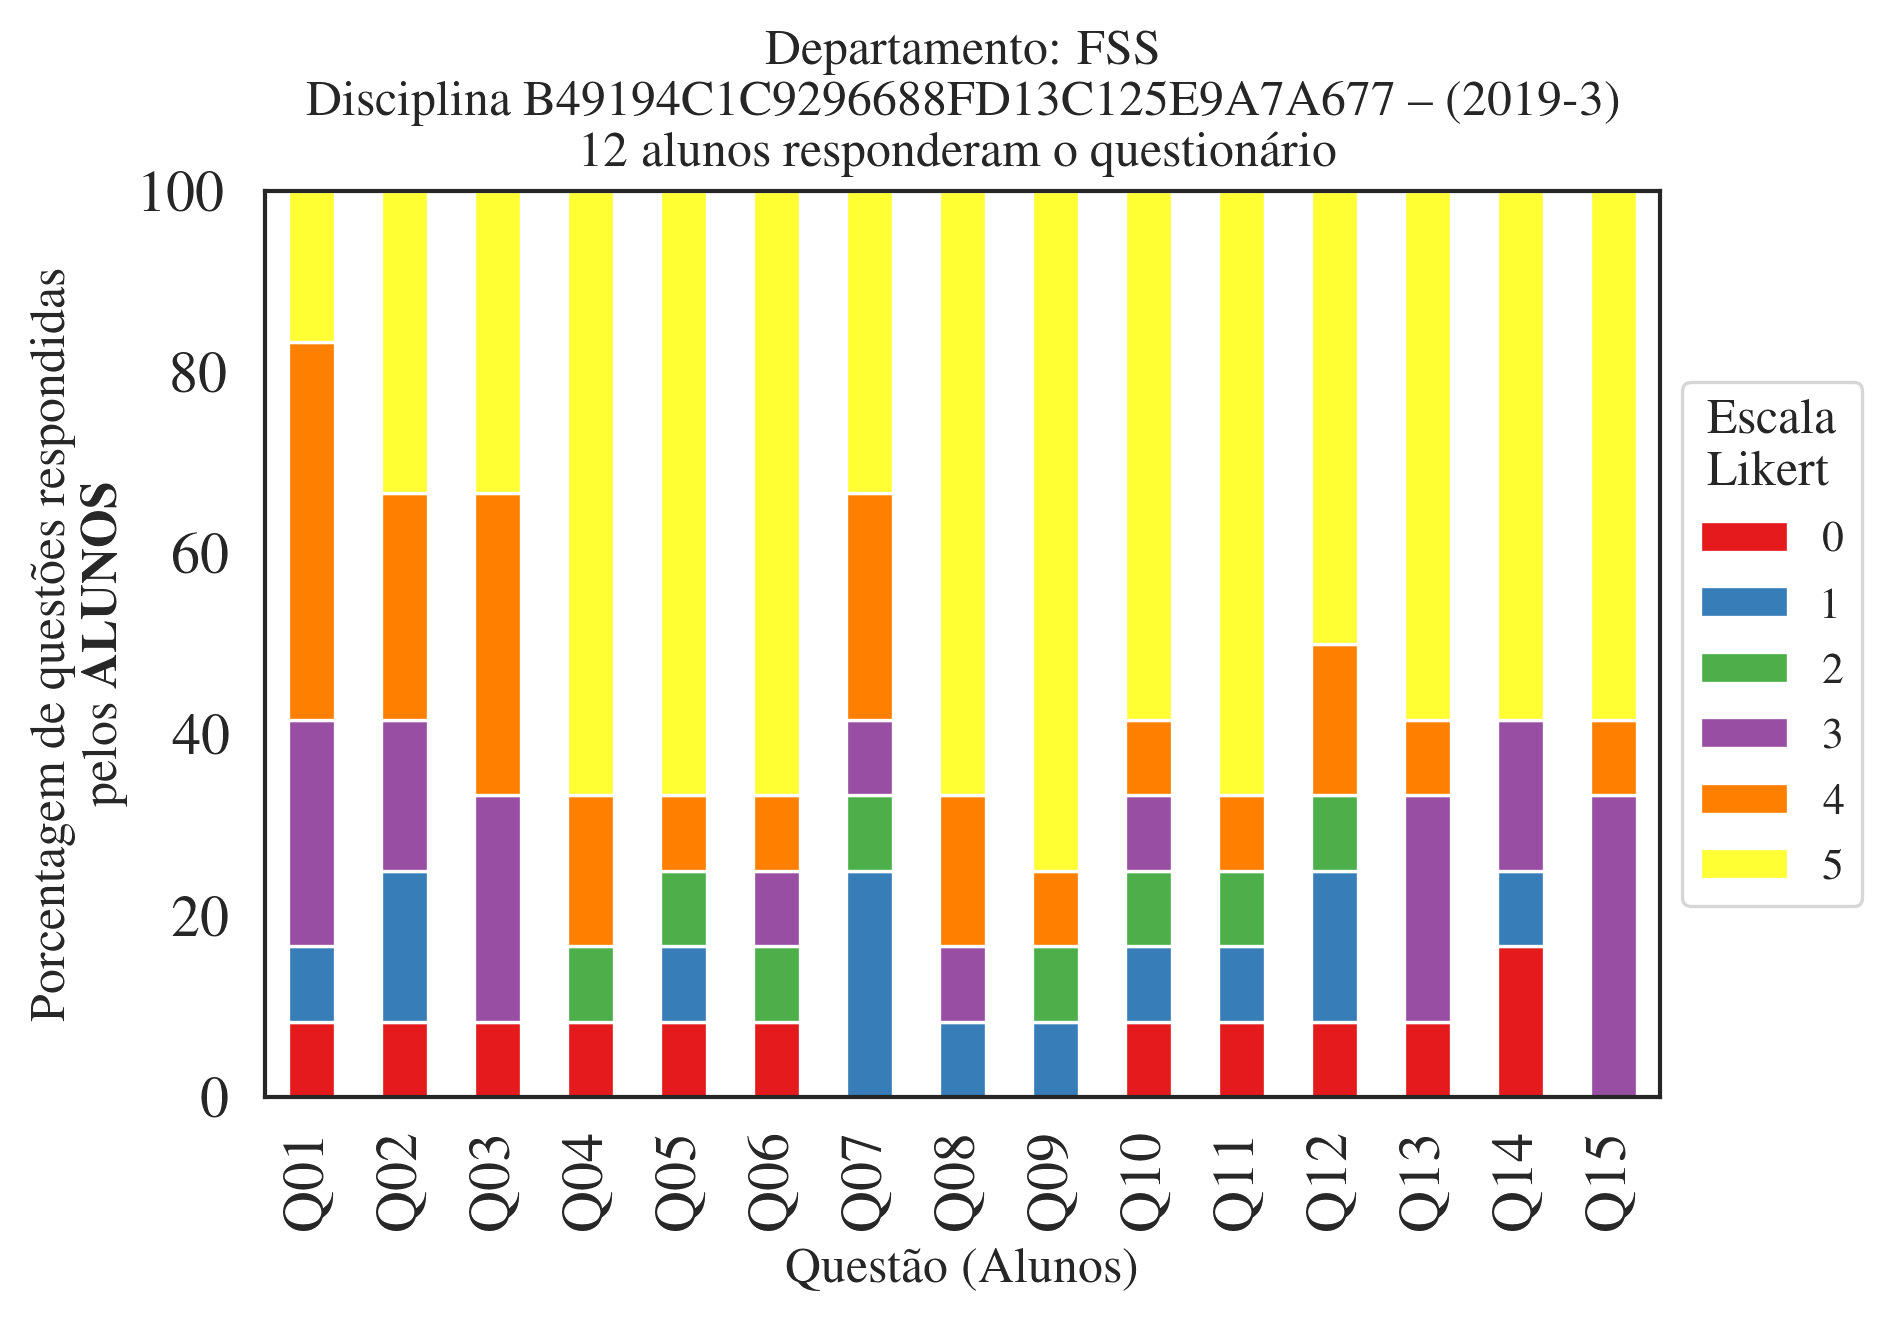 Departamento: FSS
Disciplina B49194C1C9296688FD13C125E9A7A677 – (2019-3)
12 alunos responderam o questionário
Porcentagem de questões respondidas
pelos ALUNOS
100
80
60
40
20
0
Q01
Q02
Q03
Q04
Q05
Q06
Q07
Q08
Q09
Q10
Q11
Q12
Q13
Q14
Q15
Questão (Alunos)
Escala
Likert
0
1
2
3
4
5